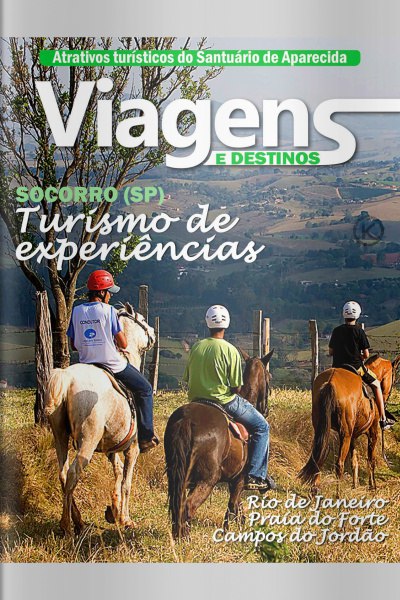 Atrativos turísticos do Santuário de Aparecida
Viagens
E DESTINOS
SOCORRO (SP)
Turismo de
experiências
CONDUTOR
Rio de Janeiro
Praia do Forte
Campos do Jordão